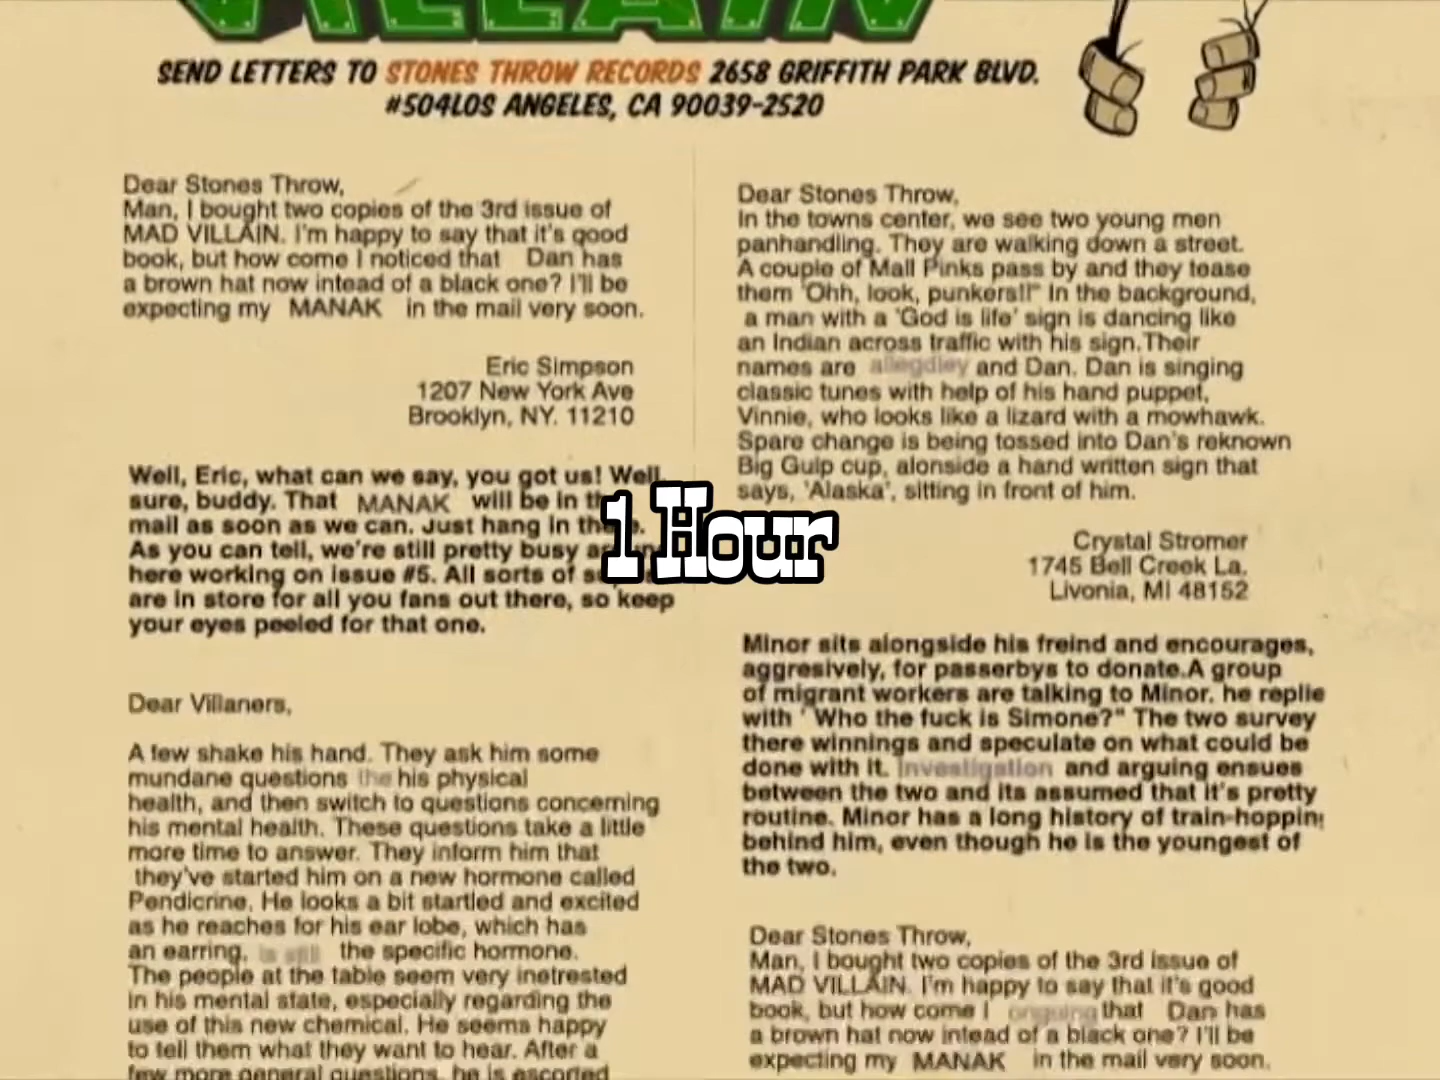 VILLAIN
SEND LETTERS TO STONES THROW RECORDS 2658 GRIFFITH PARK BLVD.
#504LOS ANGELES, CA 90039-2520
Dear Stones Throw,
Man, I bought two copies of the 3rd issue of
MAD VILLAIN. I'm happy to say that it's good
book, but how come I noticed that Dan has
a brown hat now intead of a black one? I'll be
expecting my MANAK in the mail very soon.
Eric Simpson
1207 New York Ave
Brooklyn, NY. 11210
Well, Eric, what can we say, you got us! Well,
sure, buddy. That MANAK will be in
mail as soon as we can. Just hang in
As you can tell, we're still pretty busy
here working on issue #5. All sorts of
are in store for all you fans out there, so keep
your eyes peeled for that one.
Dear Villaners,
A few shake his hand. They ask him some
mundane questions the his physical
health, and then switch to questions concerning
his mental health. These questions take a little
more time to answer. They inform him that
they've started him on a new hormone called
Pendicrine. He looks a bit startled and excited
as he reaches for his ear lobe, which has
an earring. is still the specific hormone.
The people at the table seem very inetrested
in his mental state, especially regarding the
use of this new chemical. He seems happy
to tell them what they want to hear. After a
few more general questions, he is escorted
1 Hour
Dear Stones Throw,
In the towns center, we see two young men
panhandling. They are walking down a street.
A couple of Mall Pinks pass by and they tease
them 'Ohh, look, punkers!!" In the background,
a man with a 'God is life' sign is dancing like
an Indian across traffic with his sign.Their
names are allegdley and Dan. Dan is singing
classic tunes with help of his hand puppet,
Vinnie, who looks like a lizard with a mowhawk.
Spare change is being tossed into Dan's reknown
Big Gulp cup, alonside a hand written sign that
says, 'Alaska', sitting in front of him.
Crystal Stromer
1745 Bell Creek La.
Livonia, MI 48152
Minor sits alongside his freind and encourages,
aggresively, for passerbys to donate.A group
of migrant workers are talking to Minor. he replie
with ' Who the fuck is Simone?" The two survey
there winnings and speculate on what could be
done with it. Investigation and arguing ensues
between the two and its assumed that it's pretty
routine. Minor has a long history of train-hoppin
behind him, even though he is the youngest of
the two.
Dear Stones Throw,
Man, I bought two copies of the 3rd issue of
MAD VILLAIN. I'm happy to say that it's good
book, but how come I ongoing that Dan has
a brown hat now intead of a black one? I'll be
expecting my MANAK in the mail very soon.